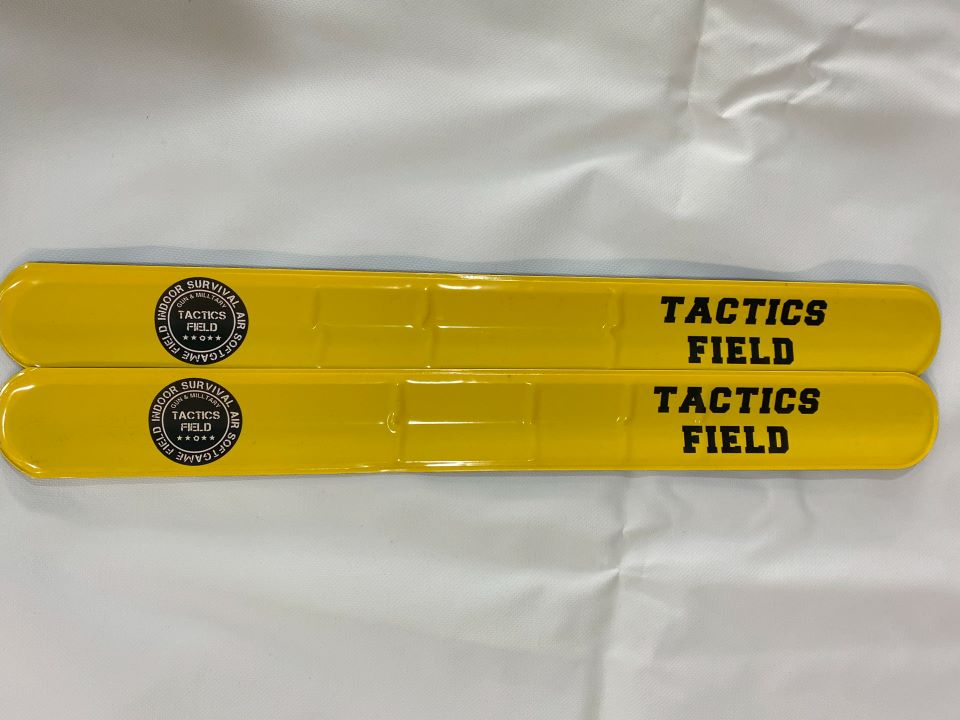 INDOOR SURVIVAL AIR SOFTGAME FIELD
GUN & MILLTARY
TACTICS
FIELD
TACTICS
FIELD
INDOOR SURVIVAL AIR SOFTGAME FIELD
GUN & MILLTARY
TACTICS
FIELD
TACTICS
FIELD